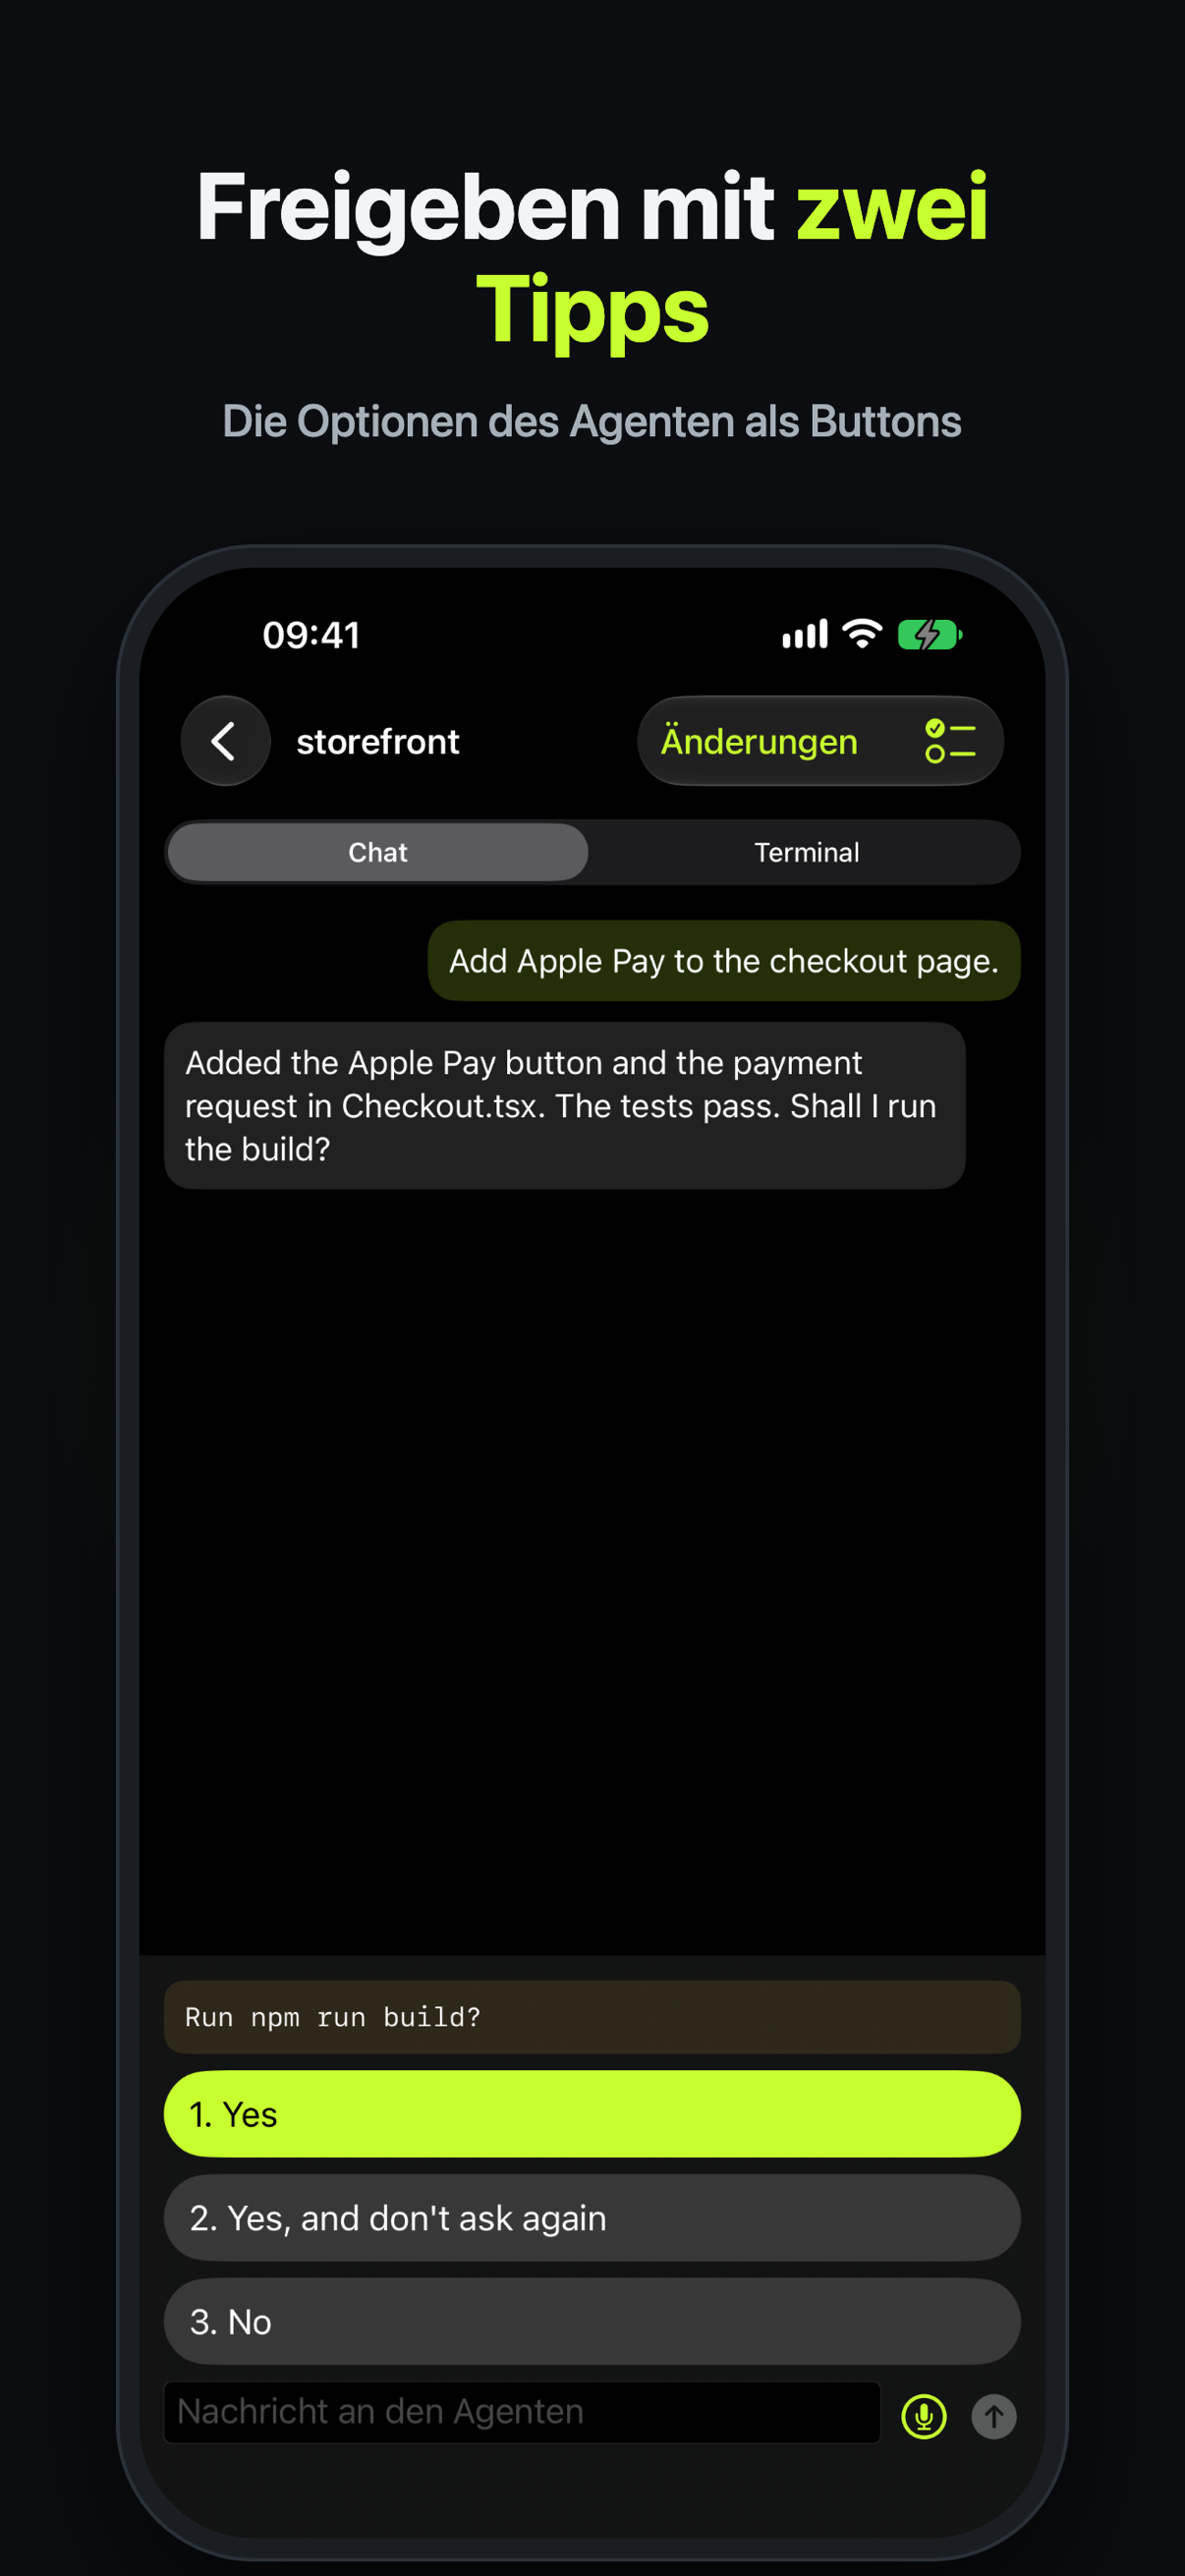 Freigeben mit zwei
Tipps
Die Optionen des Agenten als Buttons
09:41
storefront
Änderungen
Chat
Terminal
Add Apple Pay to the checkout page.
Added the Apple Pay button and the payment
request in Checkout.tsx. The tests pass. Shall I run
the build?
Run npm run build?
1. Yes
2. Yes, and don't ask again
3. No
Nachricht an den Agenten